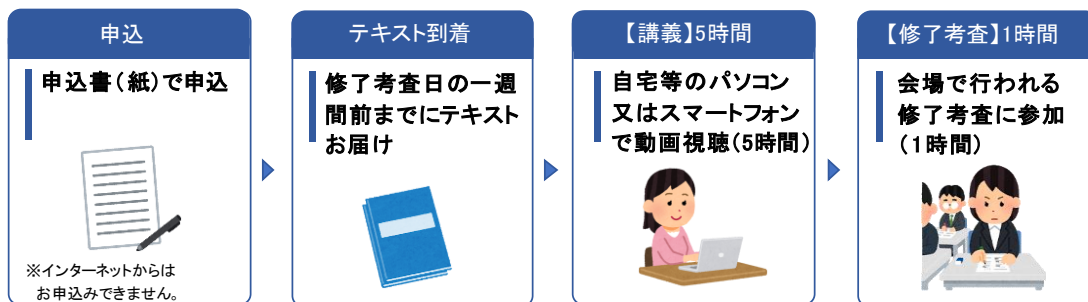 申込
申込書(紙)で申込
※インターネットからは
お申込みできません。
テキスト到着
修了考査日の一週
間前までにテキスト
お届け
【講義】5時間
自宅等のパソコン
又はスマートフォン
で動画視聴(5時間)
【修了考査】1時間
会場で行われる
修了考査に参加
(1時間)